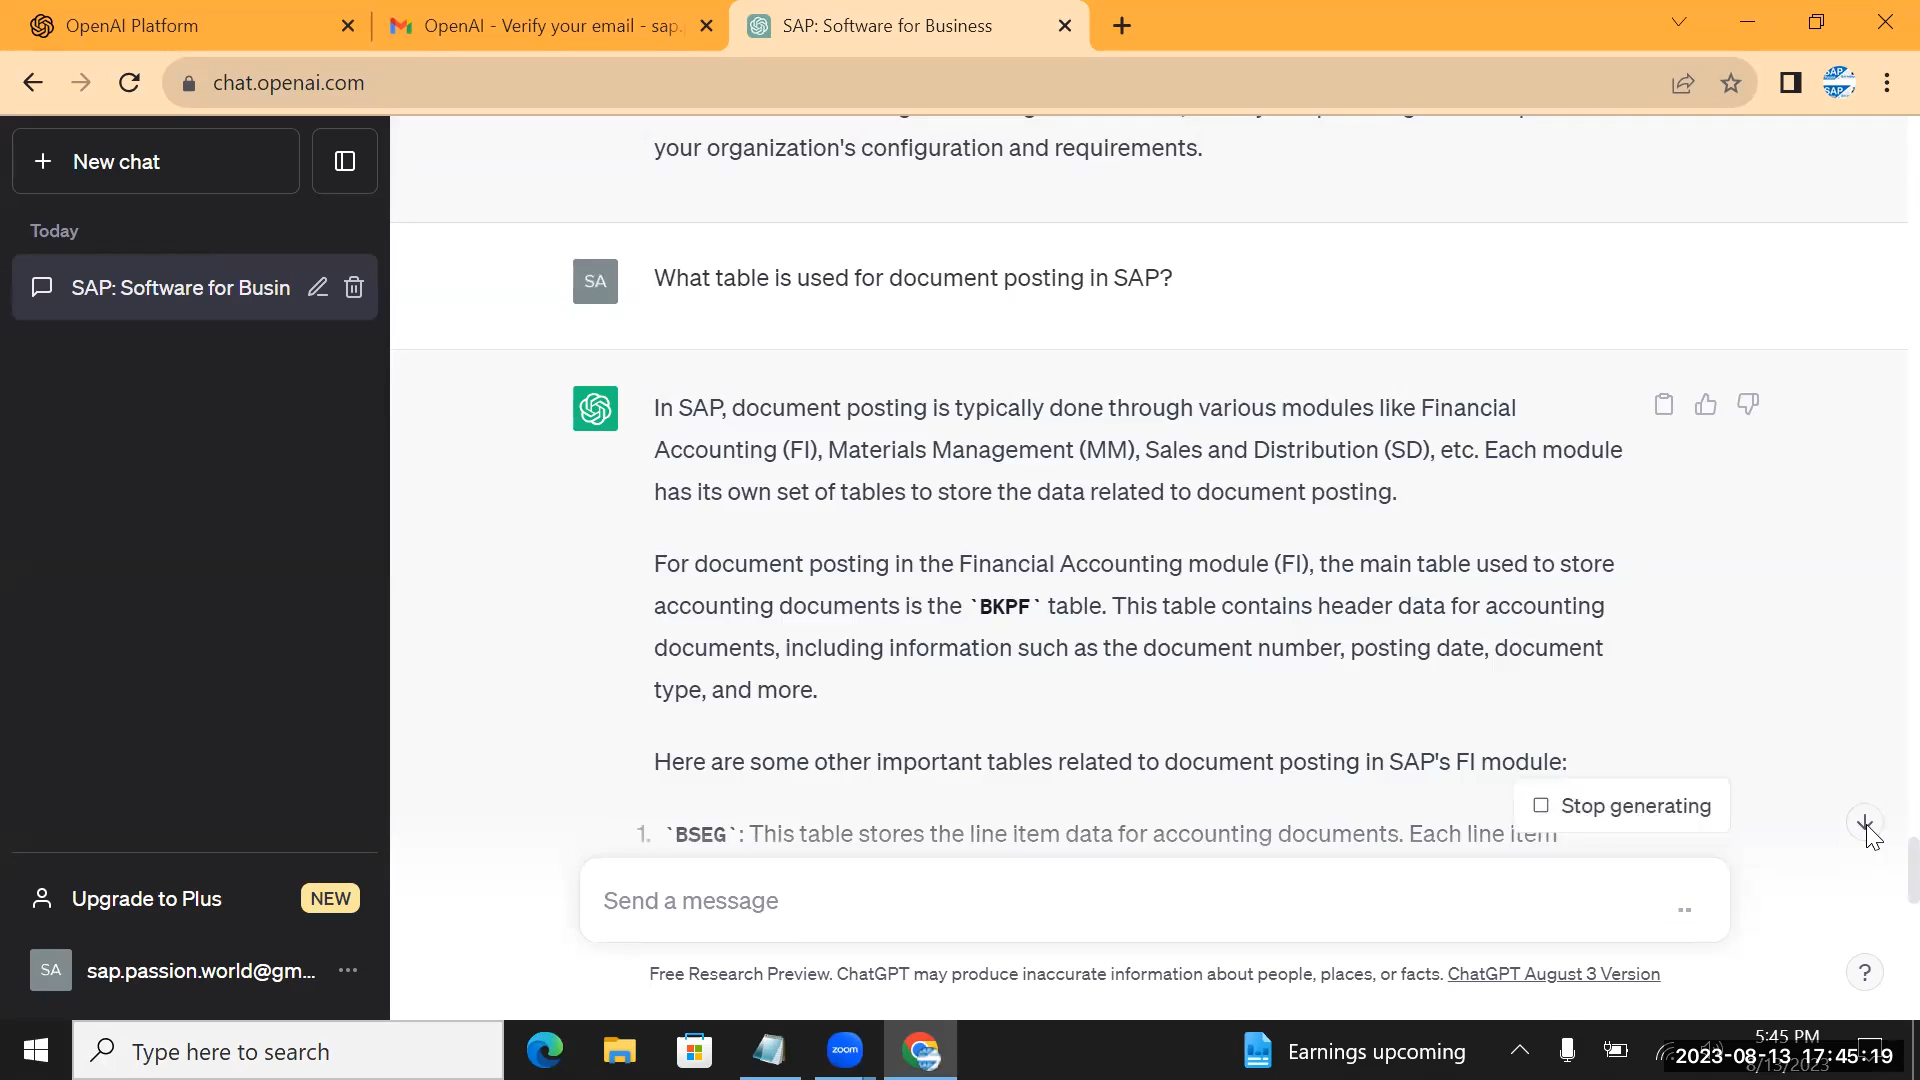 OpenAI Platform
OpenAI - Verify your email - sap.
SAP: Software for Business
chat.openai.com
New chat
Today
SAP: Software for Busin
your organization's configuration and requirements.
SA
What table is used for document posting in SAP?
In SAP, document posting is typically done through various modules like Financial
Accounting (FI), Materials Management (MM), Sales and Distribution (SD), etc. Each module
has its own set of tables to store the data related to document posting.
For document posting in the Financial Accounting module (FI), the main table used to store
accounting documents is the `BKPF` table. This table contains header data for accounting
documents, including information such as the document number, posting date, document
type, and more.
Here are some other important tables related to document posting in SAP's FI module:
Stop generating
1. `BSEG`: This table stores the line item data for accounting documents. Each line item
Send a message
Upgrade to Plus NEW
SA sap.passion.world@gm...
Free Research Preview. ChatGPT may produce inaccurate information about people, places, or facts. ChatGPT August 3 Version
?
Type here to search
zoom
Earnings upcoming
5:45 PM
2023-08-13 17:45:19